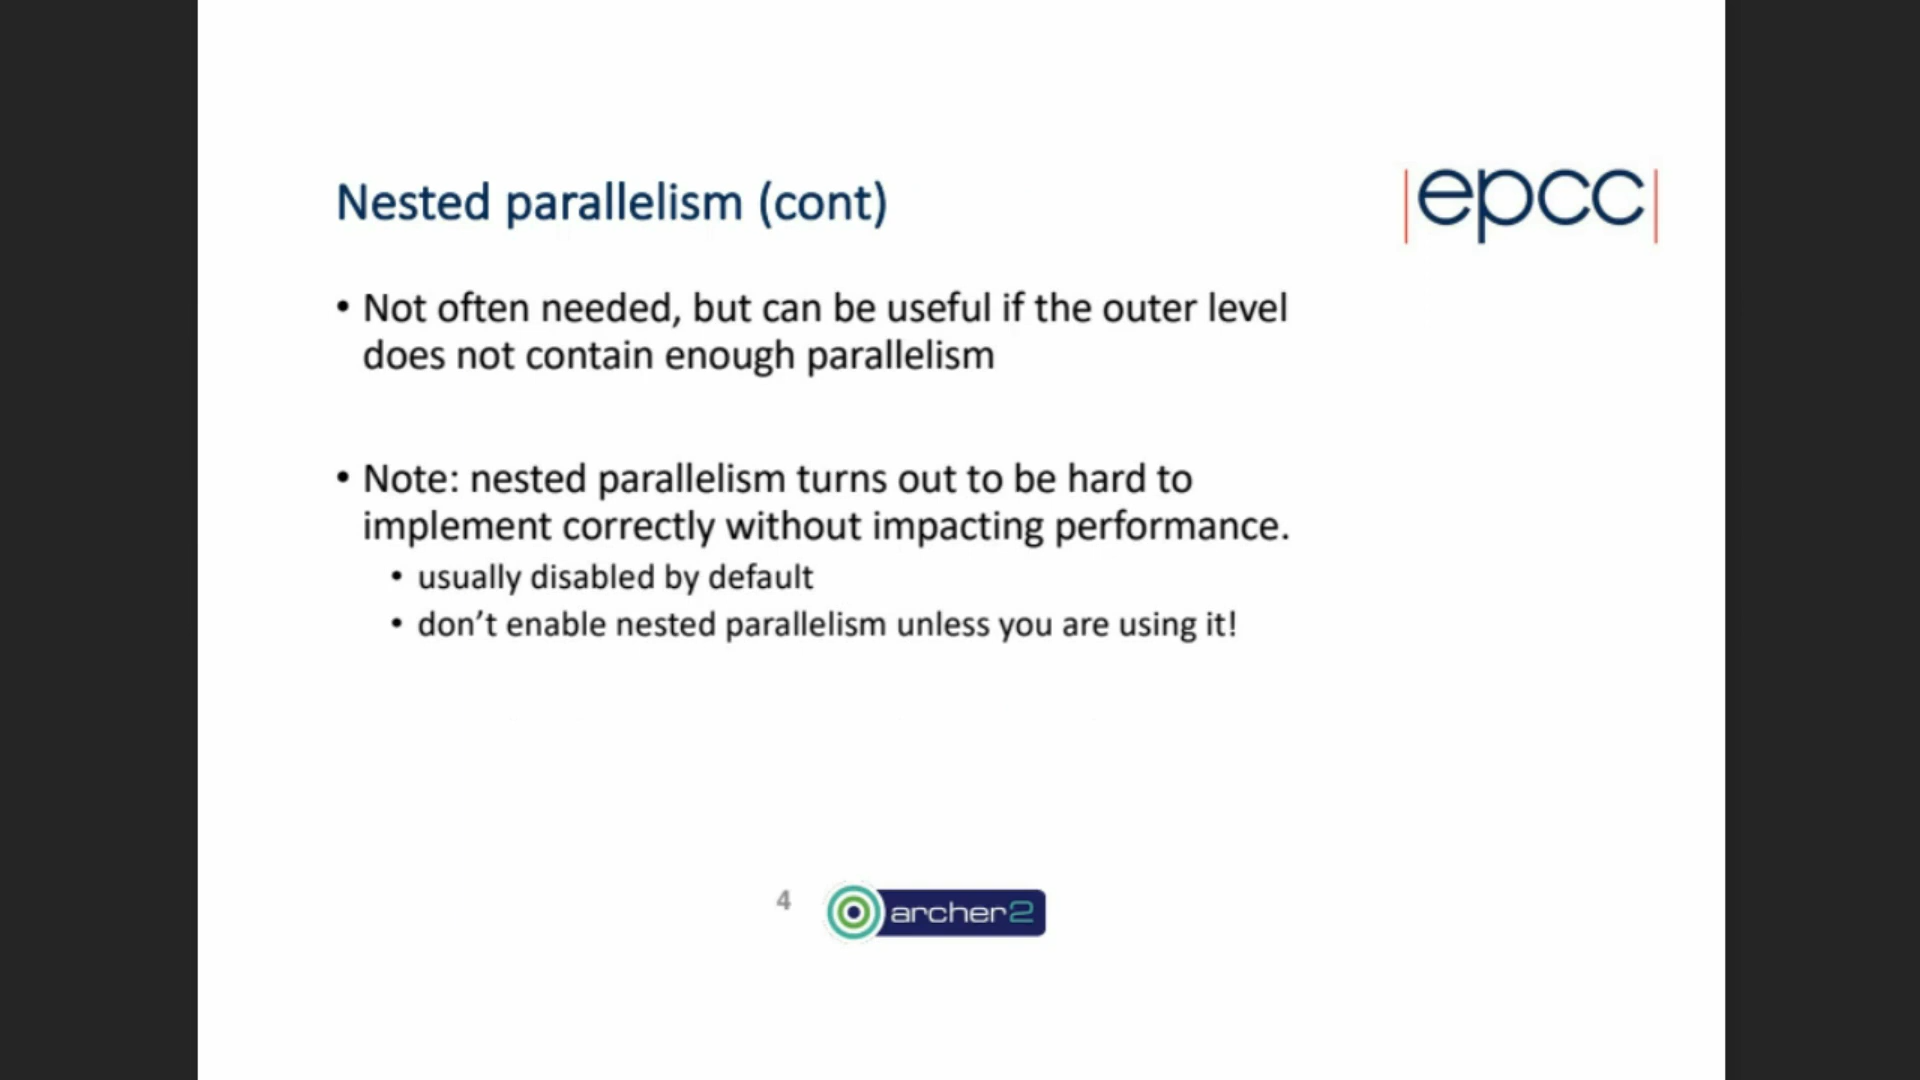 Nested parallelism (cont)
|epcc|
• Not often needed, but can be useful if the outer level
does not contain enough parallelism
• Note: nested parallelism turns out to be hard to
implement correctly without impacting performance.
• usually disabled by default
• don’t enable nested parallelism unless you are using it!
4
archer2